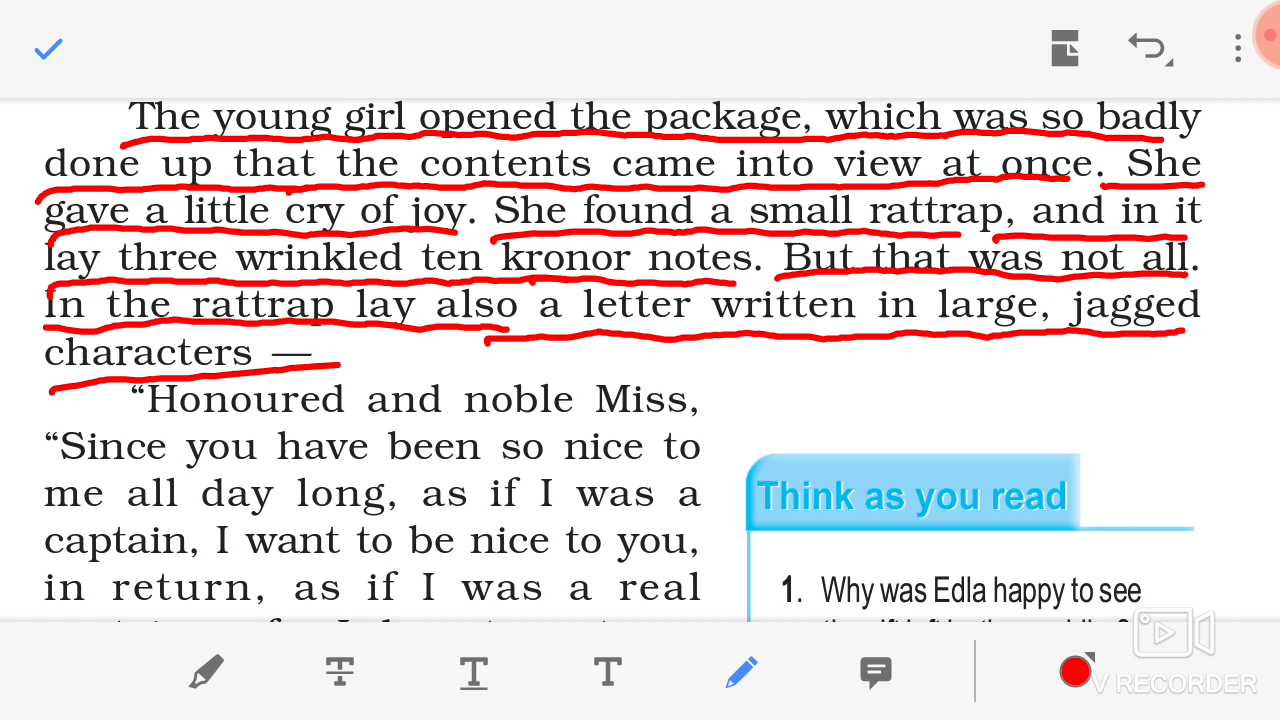 The young girl opened the package, which was so badly
done up that the contents came into view at once. She
gave a little cry of joy. She found a small rattrap, and in it
lay three wrinkled ten kronor notes. But that was not all.
In the rattrap lay also a letter written in large, jagged
characters —
“Honoured and noble Miss,
“Since you have been so nice to
me all day long, as if I was a
captain, I want to be nice to you,
in return, as if I was a real
Think as you read
1. Why was Edla happy to see
V RECORDER